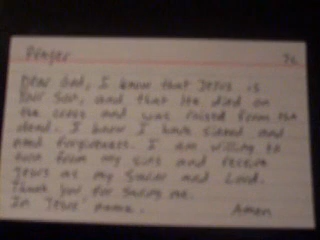 Prayer
Dear God, I know that Jesus is
Your Son, and that He died on
the cross and was raised from the
dead. I know I have sinned and
need forgiveness. I am willing to
turn from my sins and receive
Jesus as my Savior and Lord.
Thank you for saving me.
In Jesus' name. Amen